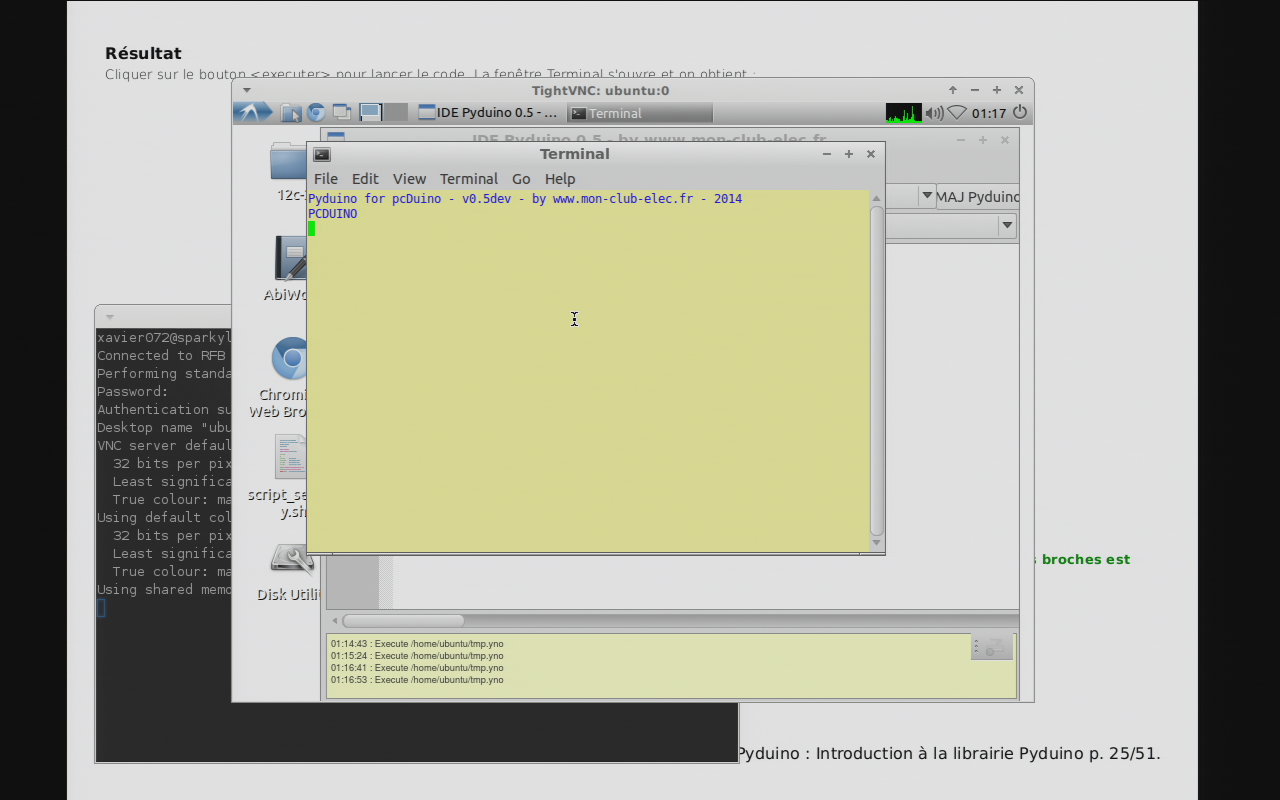 Résultat
Cliquer sur le bouton <executer> pour lancer le code. La fenêtre Terminal s'ouvre et on obtient :
TightVNC: ubuntu:0
IDE Pyduino 0.5 - ...
Terminal
01:17
IDE Pyduino 0.5 - by www.mon-club-elec.fr
Terminal
File Edit View Terminal Go Help
Pyduino for pcDuino - v0.5dev - by www.mon-club-elec.fr - 2014
PCDUINO
MAJ Pyduino
12c-
AbiWo
Chromi
Web Bro
script_se
y.sh
Disk Utili
xavier072@sparkyl
Connected to RFB
Performing standa
Password:
Authentication su
Desktop name "ubu
VNC server defaul
32 bits per pix
Least significa
True colour: ma
Using default col
32 bits per pix
Least significa
True colour: ma
Using shared memo
broches est
01:14:43 : Execute /home/ubuntu/tmp.yno
01:15:24 : Execute /home/ubuntu/tmp.yno
01:16:41 : Execute /home/ubuntu/tmp.yno
01:16:53 : Execute /home/ubuntu/tmp.yno
Pyduino : Introduction à la librairie Pyduino p. 25/51.